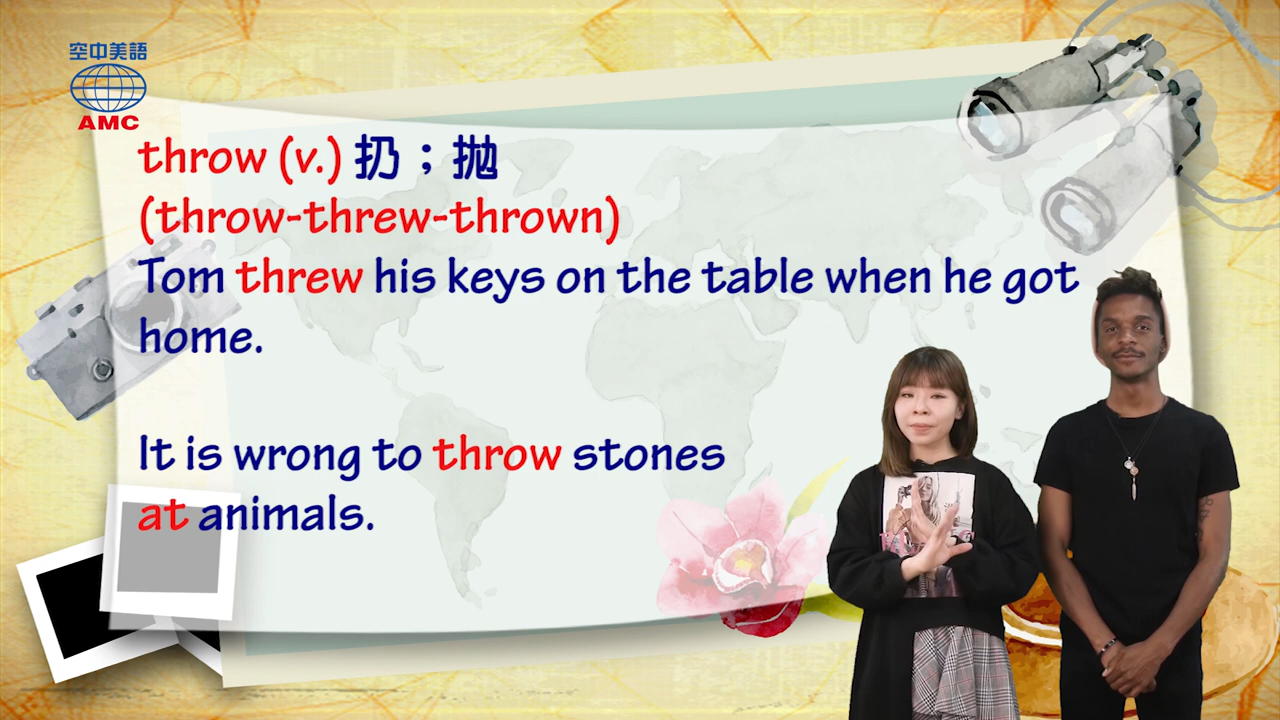 空中美語
AMC
throw (v.) 扔；拋
(throw-threw-thrown)
Tom threw his keys on the table when he got
home.
It is wrong to throw stones
at animals.